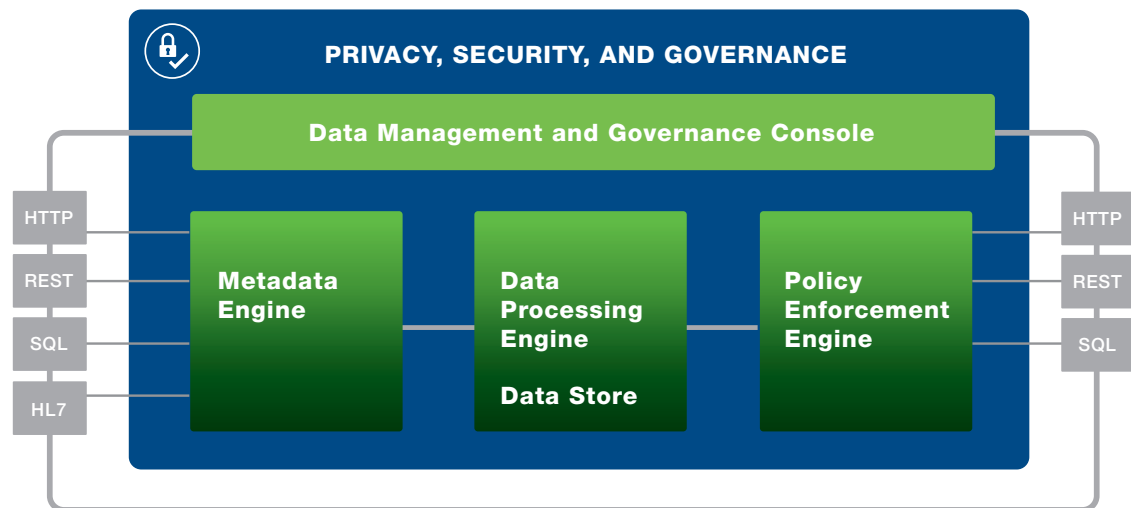 PRIVACY, SECURITY, AND GOVERNANCE
Data Management and Governance Console
HTTP
REST
SQL
HL7
Metadata
Engine
Data
Processing
Engine
Data Store
Policy
Enforcement
Engine
HTTP
REST
SQL